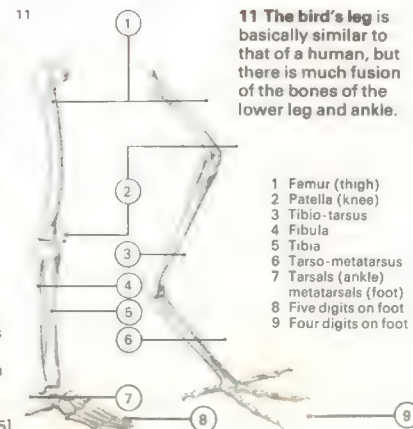 11
11 The bird's leg is
basically similar to
that of a human, but
there is much fusion
of the bones of the
lower leg and ankle.
1
2
3
4
5
6
7
8
9
1 Femur (thigh)
2 Patella (knee)
3 Tibio-tarsus
4 Fibula
5 Tibia
6 Tarso-metatarsus
7 Tarsals (ankle)
metatarsals (foot)
8 Five digits on foot
9 Four digits on foot